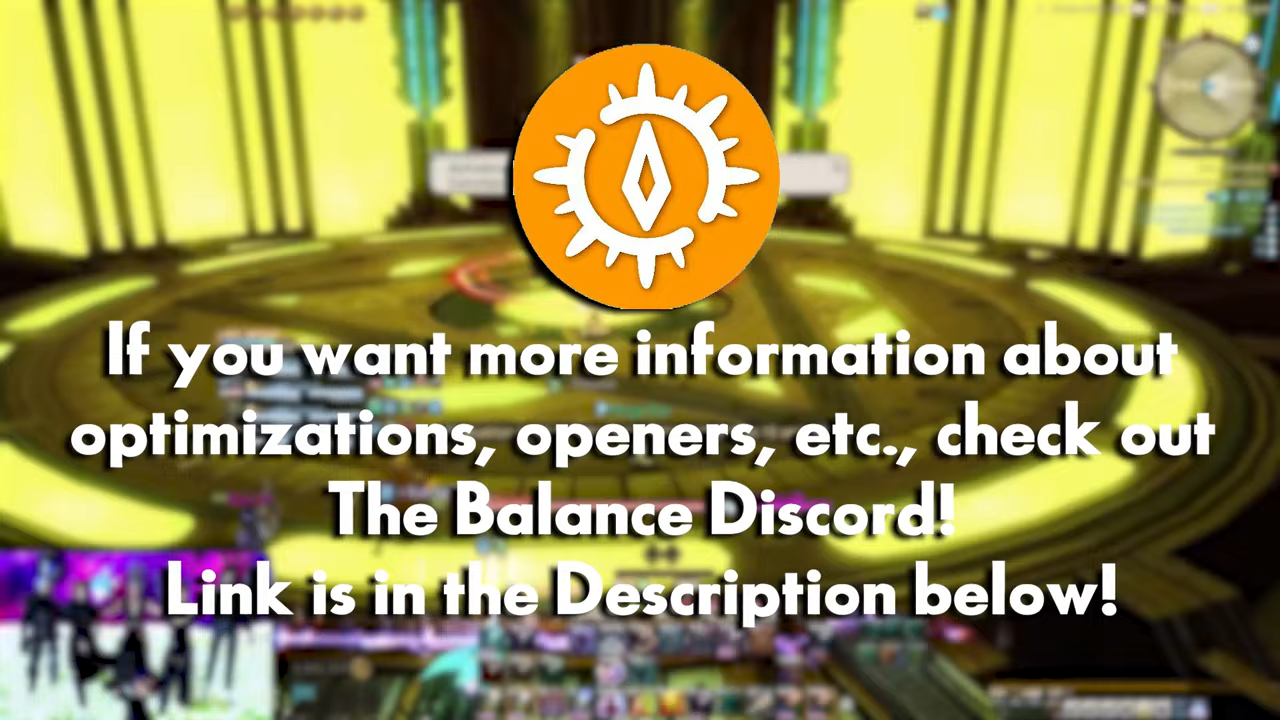 If you want more information about
optimizations, openers, etc., check out
The Balance Discord!
Link is in the Description below!